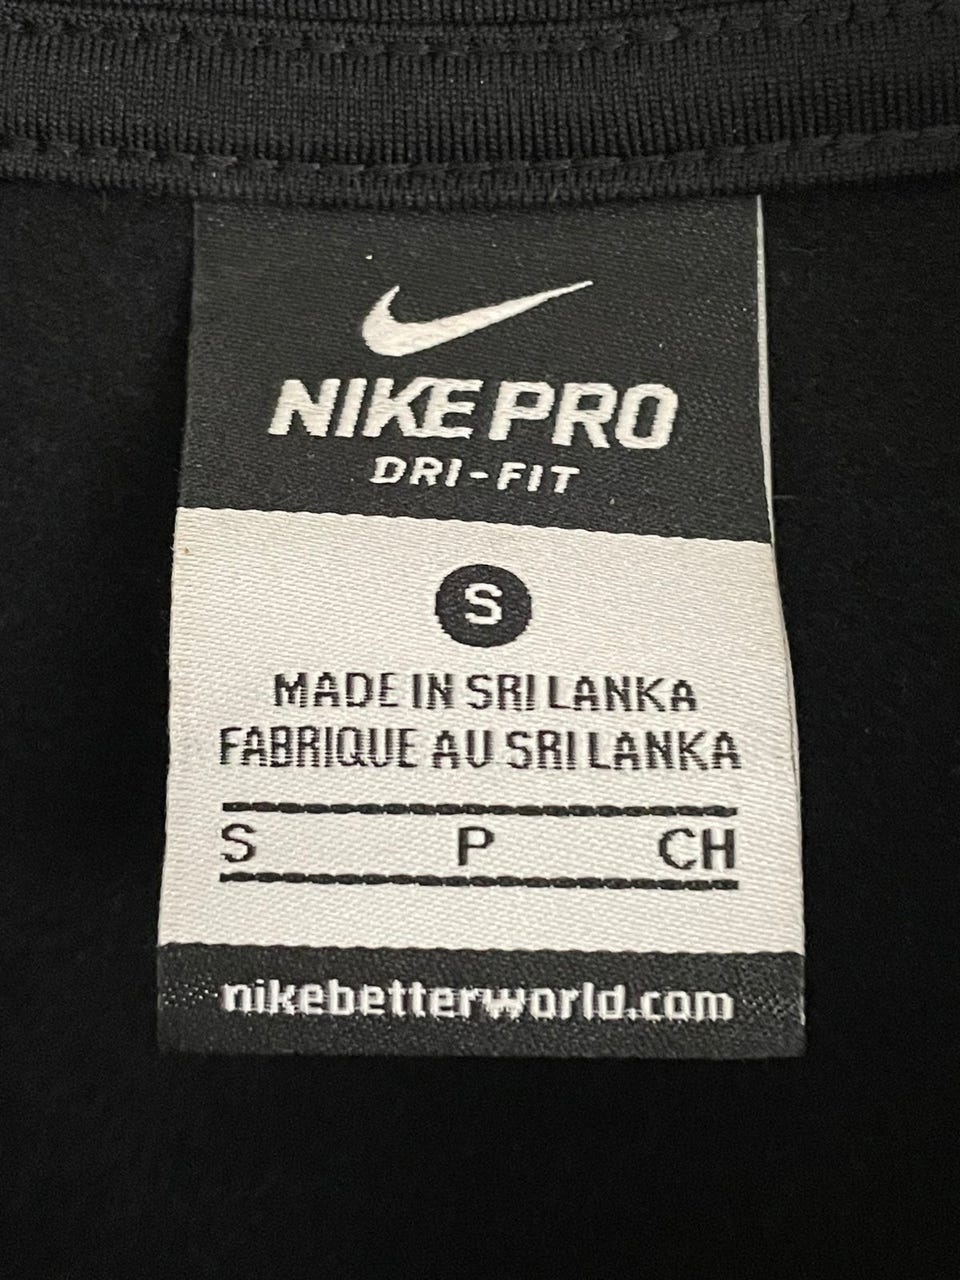 NIKE PRO
DRI-FIT
S
MADE IN SRI LANKA
FABRIQUE AU SRI LANKA
S P CH
nikebetterworld.com